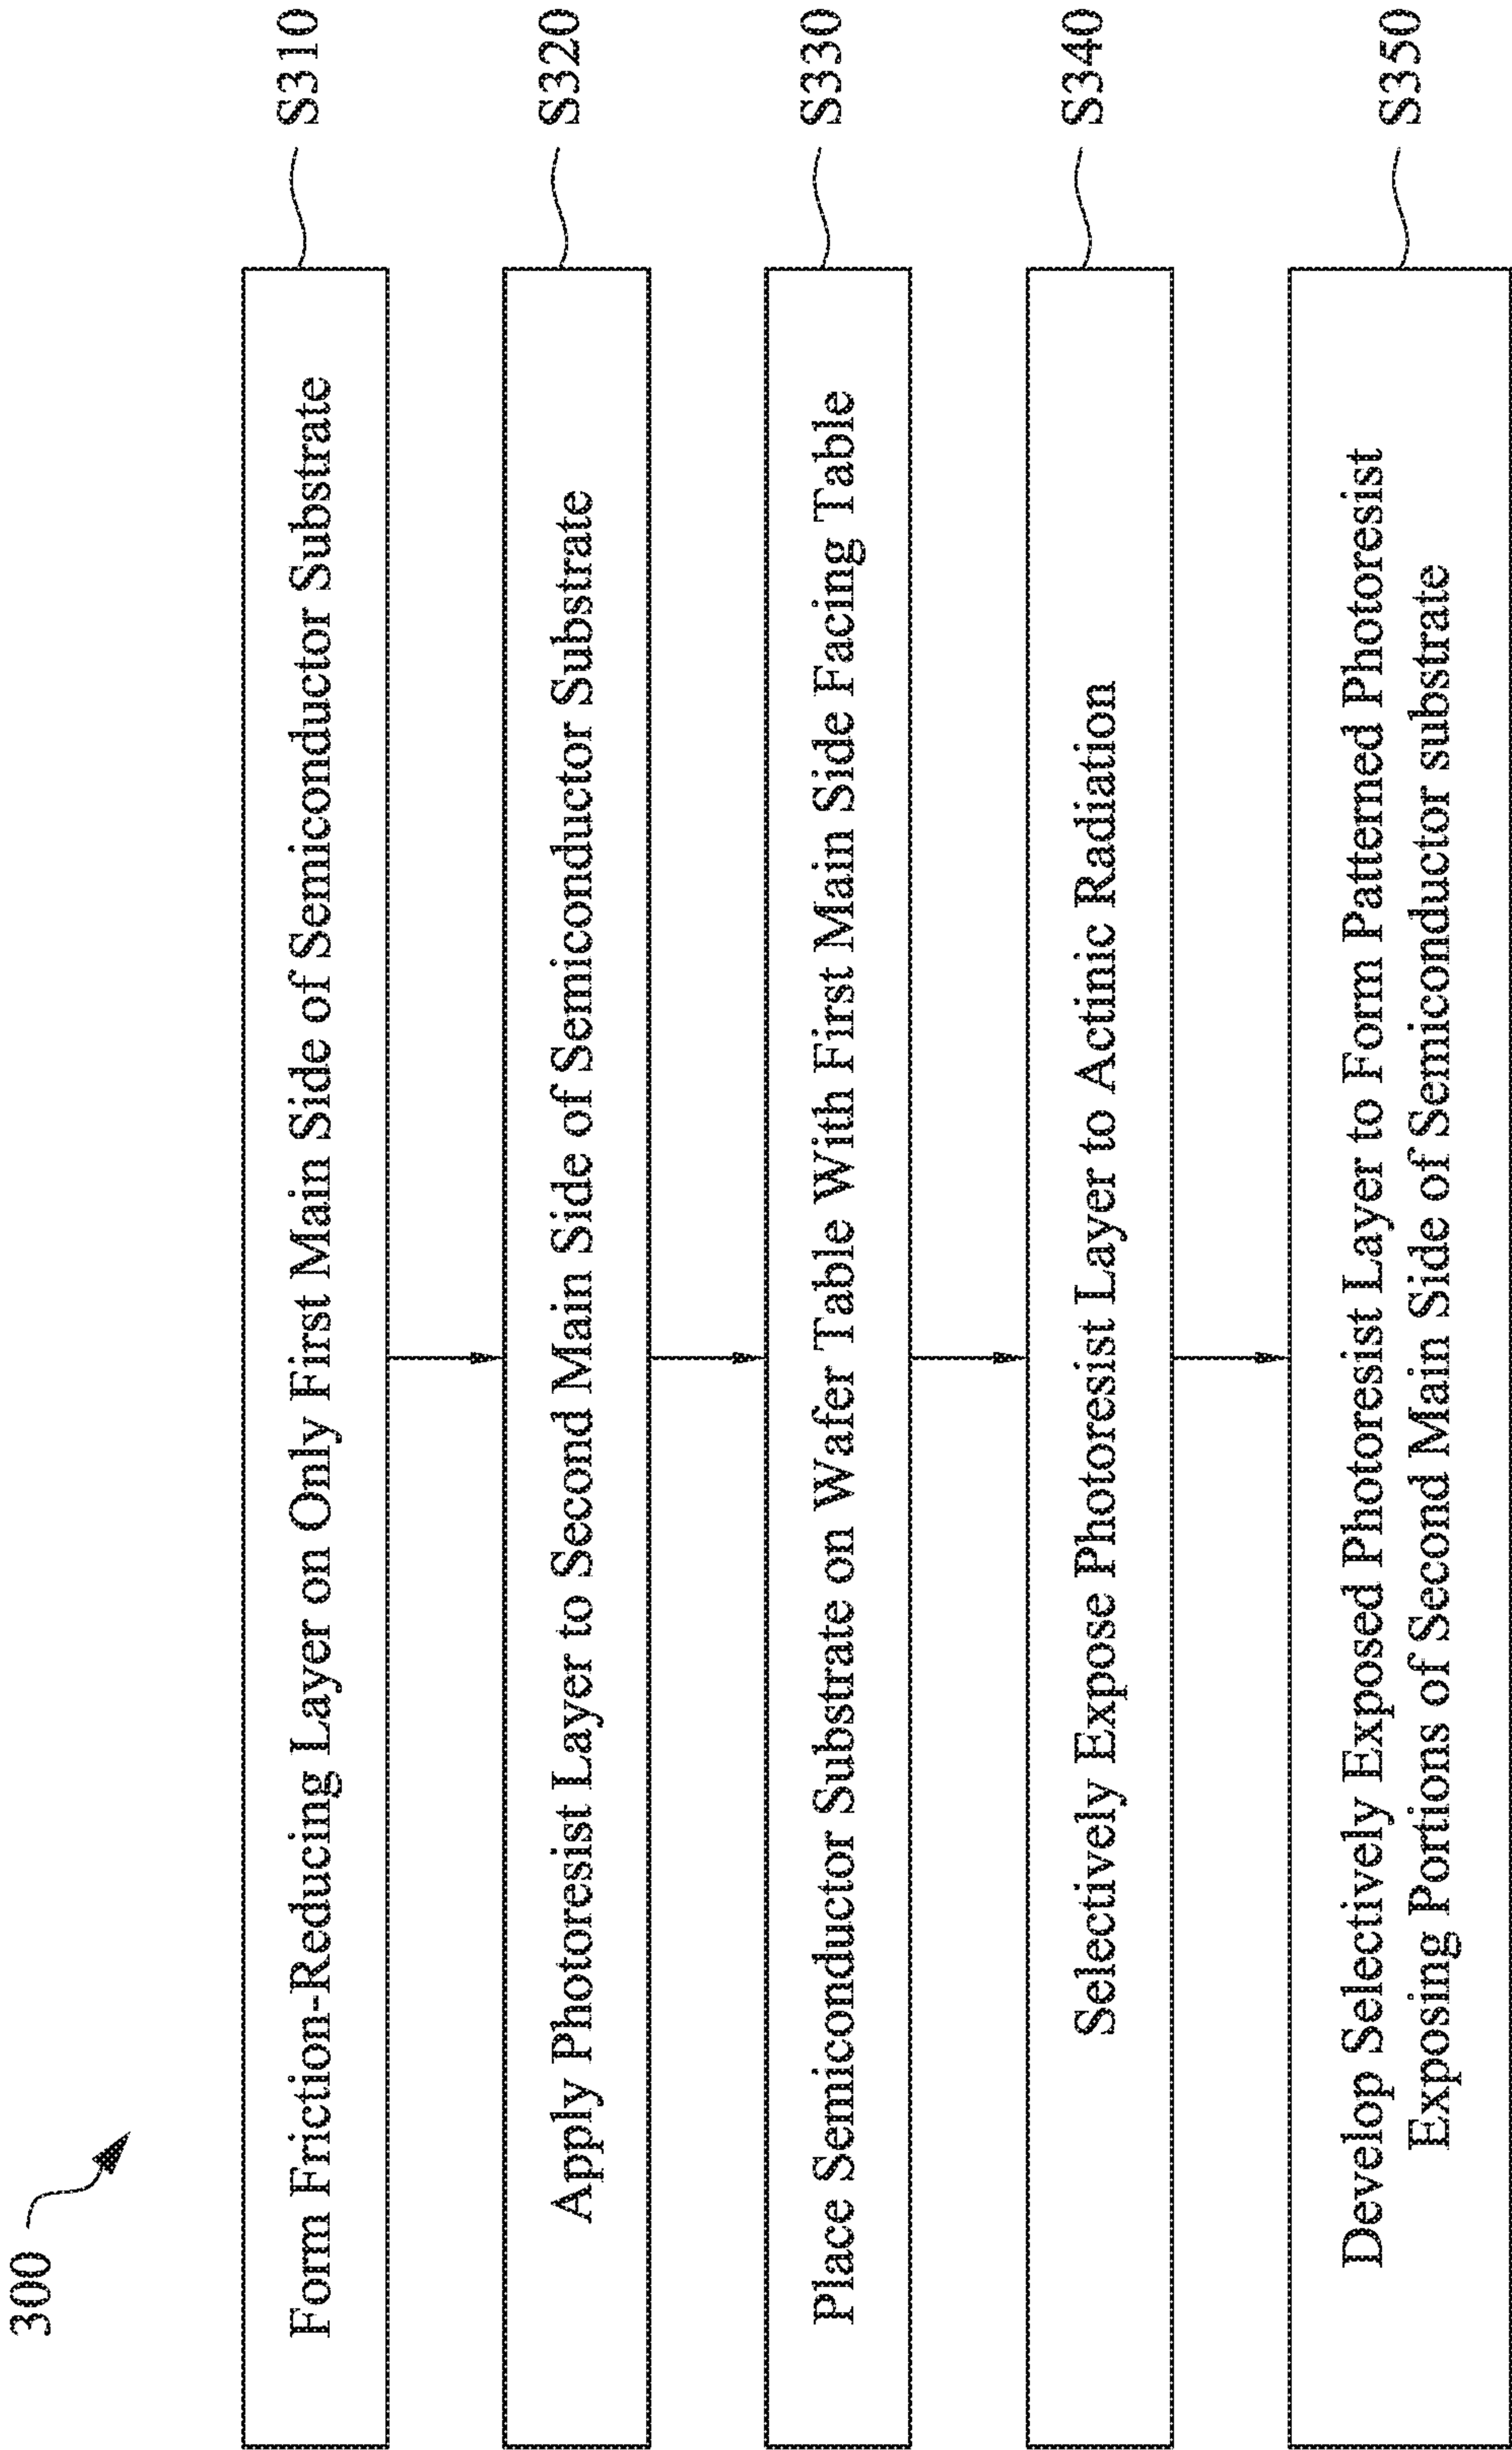 300
Form Friction-Reducing Layer on Only First Main Side of Semiconductor Substrate
S310
Apply Photoresist Layer to Second Main Side of Semiconductor Substrate
S320
Place Semiconductor Substrate on Wafer Table With First Main Side Facing Table
S330
Selectively Expose Photoresist Layer to Actinic Radiation
S340
Develop Selectively Exposed Photoresist Layer to Form Patterned Photoresist
Exposing Portions of Second Main Side of Semiconductor substrate
S350